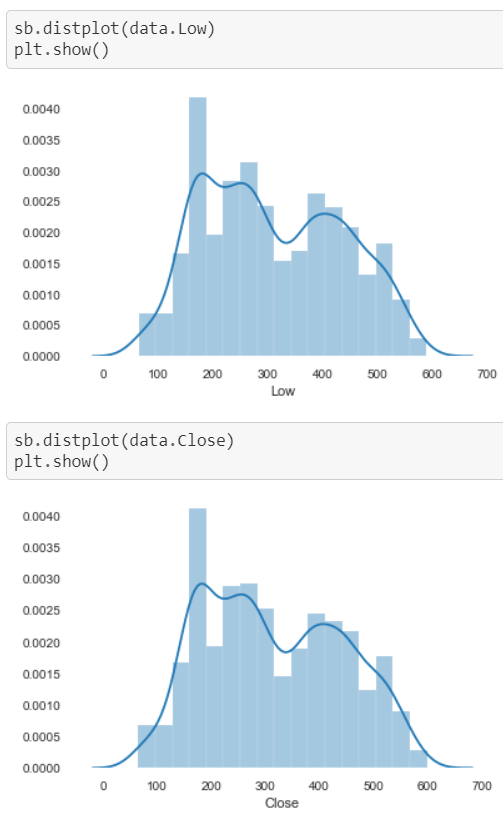 sb.distplot(data.Low)
plt.show()
0.0040
0.0035
0.0030
0.0025
0.0020
0.0015
0.0010
0.0005
0.0000
0 100 200 300 400 500 600 700
Low
sb.distplot(data.Close)
plt.show()
0.0040
0.0035
0.0030
0.0025
0.0020
0.0015
0.0010
0.0005
0.0000
0 100 200 300 400 500 600 700
Close